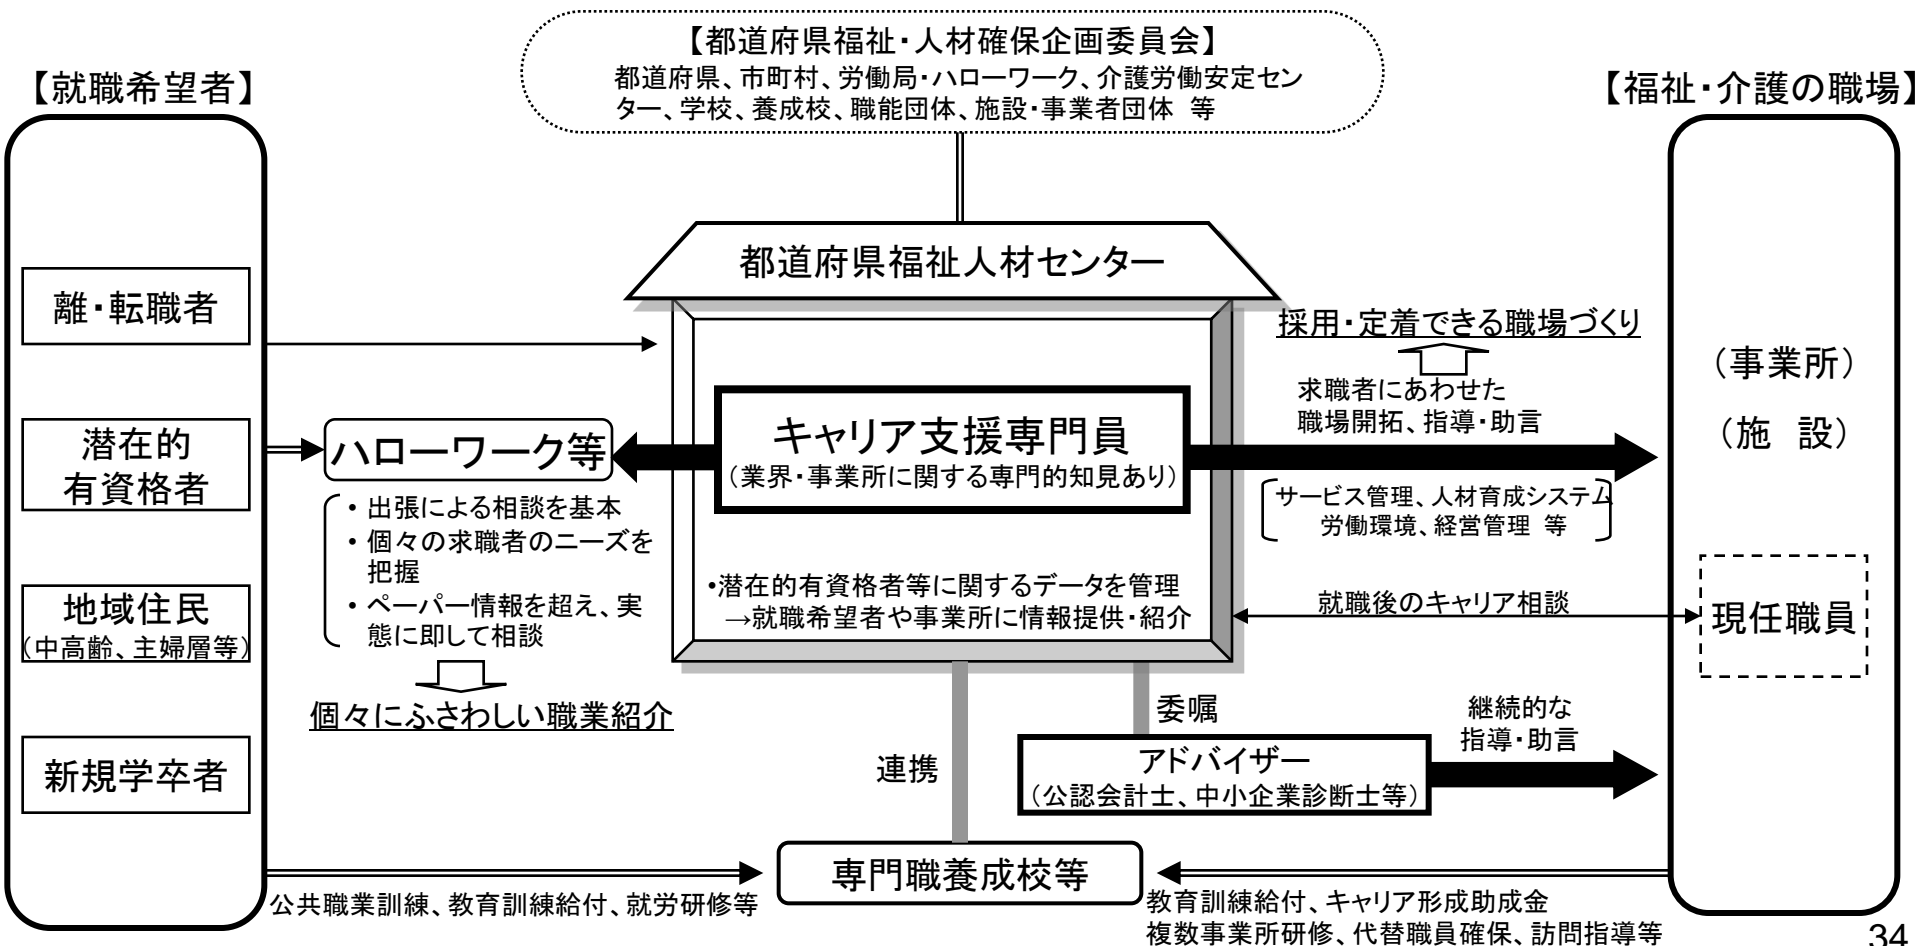 【都道府県福祉・人材確保企画委員会】
都道府県、市町村、労働局・ハローワーク、介護労働安定セン
ター、学校、養成校、職能団体、施設・事業者団体 等
【就職希望者】
離・転職者
潜在的
有資格者
地域住民
（中高齢、主婦層等）
新規学卒者
ハローワーク等
・ 出張による相談を基本
・ 個々の求職者のニーズを
把握
・ ペーパー情報を超え、実
態に即して相談
個々にふさわしい職業紹介
都道府県福祉人材センター
キャリア支援専門員
（業界・事業所に関する専門的知見あり）
・潜在的有資格者等に関するデータを管理
→就職希望者や事業所に情報提供・紹介
採用・定着できる職場づくり
求職者にあわせた
職場開拓、指導・助言
サービス管理、人材育成システム
労働環境、経営管理 等
就職後のキャリア相談
【福祉・介護の職場】
（事業所）
（施 設）
現任職員
委嘱
連携
アドバイザー
（公認会計士、中小企業診断士等）
継続的な
指導・助言
専門職養成校等
公共職業訓練、教育訓練給付、就労研修等
教育訓練給付、キャリア形成助成金
複数事業所研修、代替職員確保、訪問指導等
34